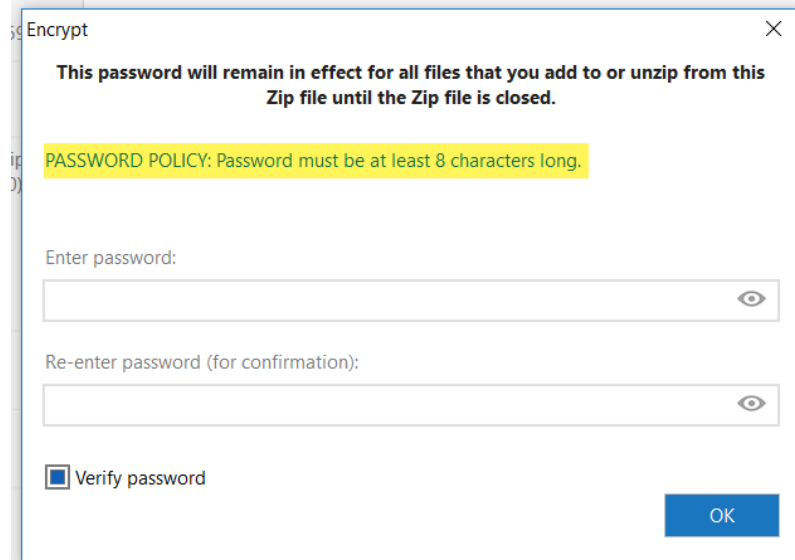 Encrypt
This password will remain in effect for all files that you add to or unzip from this
Zip file until the Zip file is closed.
PASSWORD POLICY: Password must be at least 8 characters long.
Enter password:
Re-enter password (for confirmation):
Verify password
OK